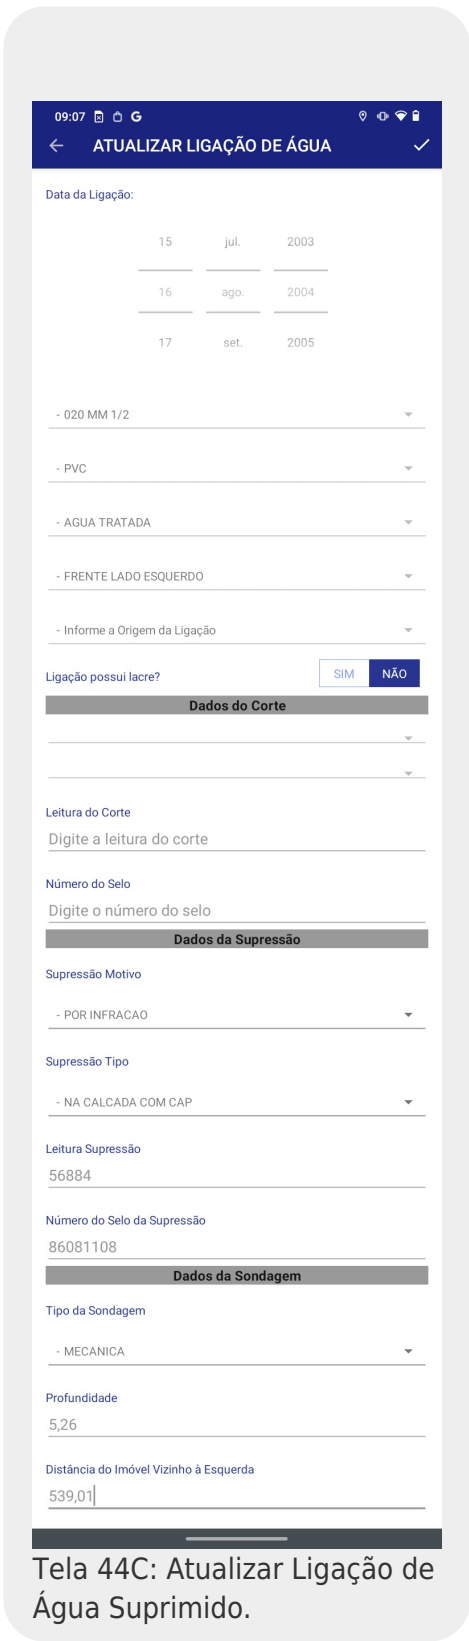 09:07 G
ATUALIZAR LIGAÇÃO DE ÁGUA
Data da Ligação:
15 jul. 2003
16 ago. 2004
17 set. 2005
- 020 MM 1/2
- PVC
- AGUA TRATADA
- FRENTE LADO ESQUERDO
- Informe a Origem da Ligação
Ligação possui lacre? SIM NÃO
Dados do Corte
Leitura do Corte
Digite a leitura do corte
Número do Selo
Digite o número do selo
Dados da Supressão
Supressão Motivo
- POR INFRACAO
Supressão Tipo
- NA CALCADA COM CAP
Leitura Supressão
56884
Número do Selo da Supressão
86081108
Dados da Sondagem
Tipo da Sondagem
- MECANICA
Profundidade
5,26
Distância do Imóvel Vizinho à Esquerda
539,01
Tela 44C: Atualizar Ligação de
Água Suprimido.